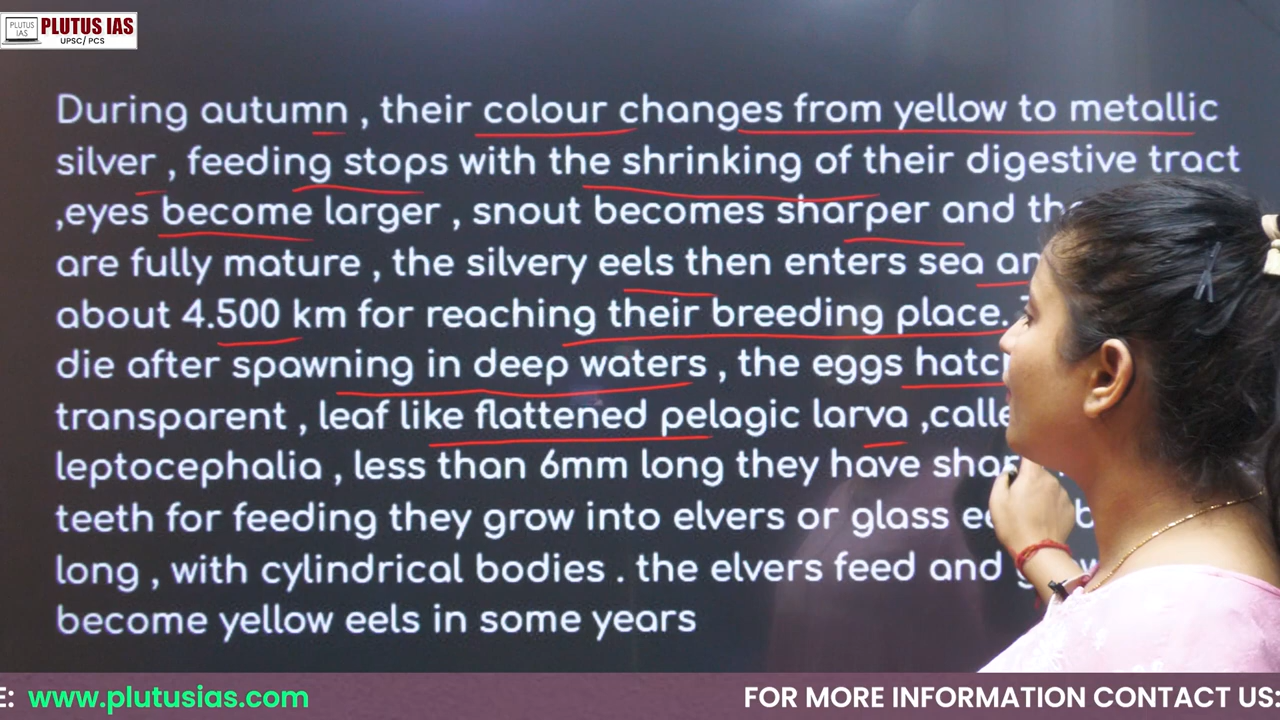 PLUTUS IAS
PLUTUS IAS
UPSC/ PCS
During autumn , their colour changes from yellow to metallic
silver , feeding stops with the shrinking of their digestive tract
,eyes become larger , snout becomes sharper and
are fully mature , the silvery eels then enters sea
about 4.500 km for reaching their breeding place.
die after spawning in deep waters , the eggs
transparent , leaf like flattened pelagic larva
leptocephalia , less than 6mm long they have
teeth for feeding they grow into elvers or glass
long , with cylindrical bodies . the elvers feed and
become yellow eels in some years
E: www.plutusias.com
FOR MORE INFORMATION CONTACT US: